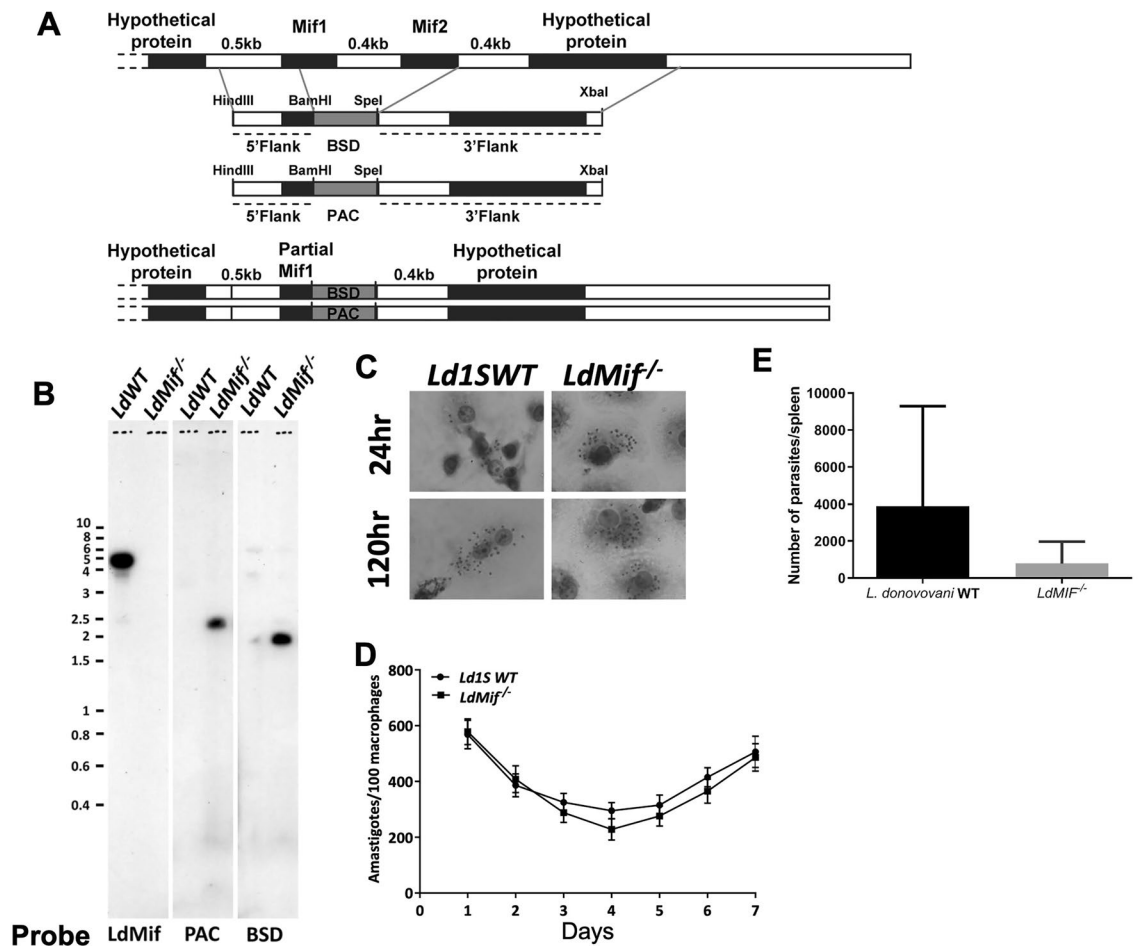 A
Hypothetical
protein
0.5kb
Mif1
0.4kb
Mif2
0.4kb
Hypothetical
protein
HindIII
BamHI
SpeI
XbaI
5'Flank
BSD
3'Flank
HindIII
BamHI
SpeI
XbaI
5'Flank
PAC
3'Flank
Hypothetical
protein
0.5kb
Partial
Mif1
0.4kb
Hypothetical
protein
BSD
PAC
B
LdWT
LdMif-/-
LdWT
LdMif-/-
LdWT
LdMif-/-
10
8
6
5
4
3
2.5
2
1.5
1
0.8
0.6
0.4
Probe LdMif PAC BSD
C
Ld1SWT LdMif-/-
24hr
120hr
D
Amastigotes/100 macrophages
800
600
400
200
0
Ld1S WT
LdMif-/-
0 1 2 3 4 5 6 7
Days
E
Number of parasites/spleen
10000
8000
6000
4000
2000
0
L. donovovani WT
LdMIF-/-